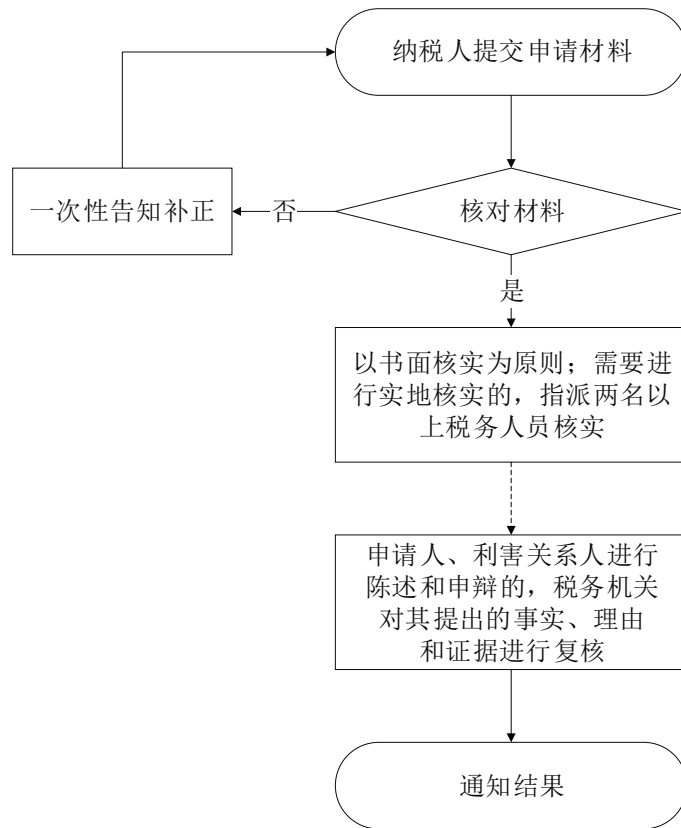 纳税人提交申请材料
一次性告知补正
否
核对材料
是
以书面核实为原则；需要进
行实地核实的，指派两名以
上税务人员核实
申请人、利害关系人进行
陈述和申辩的，税务机关
对其提出的事实、理由
和证据进行复核
通知结果